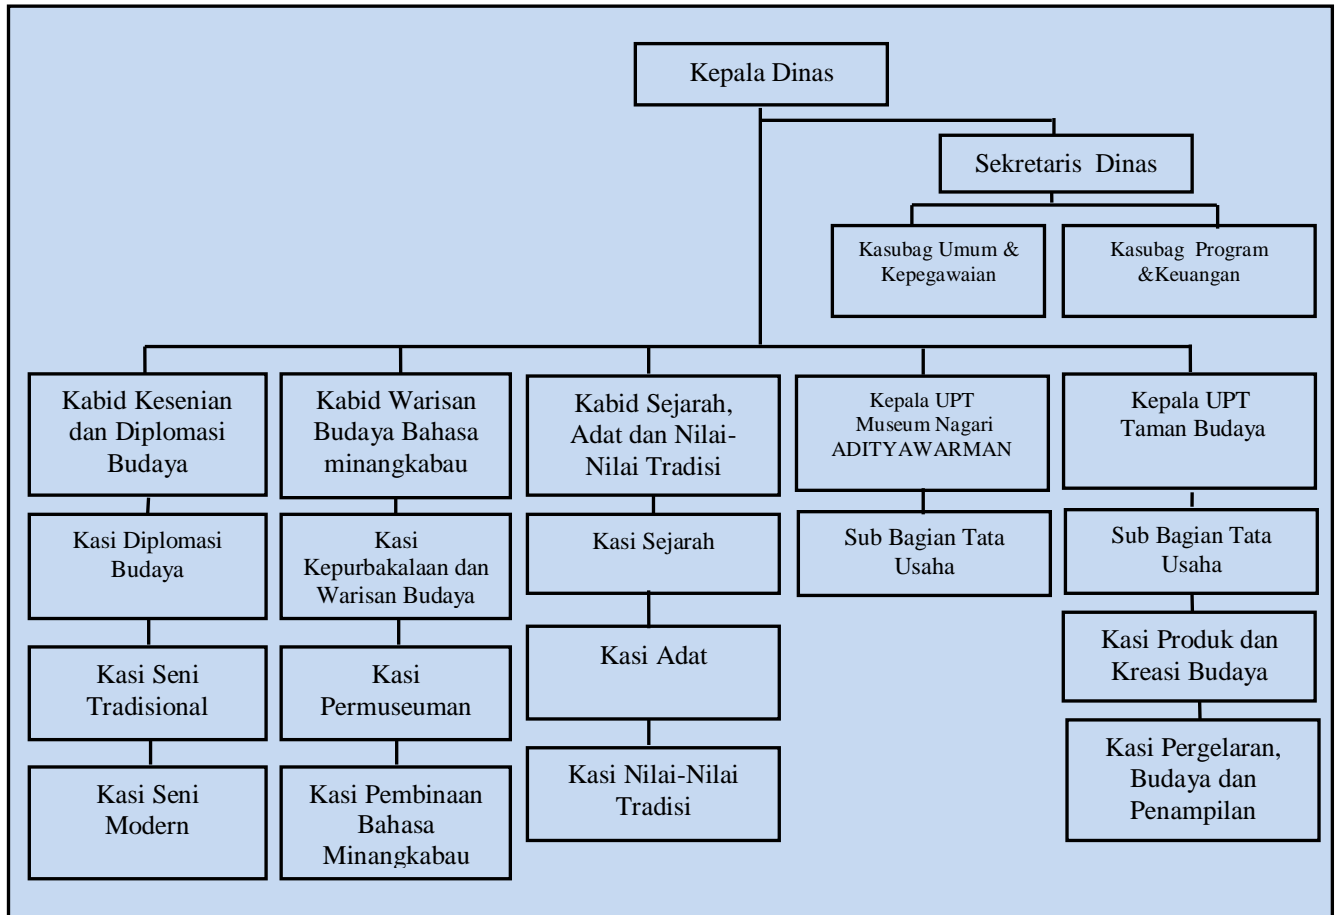 Kepala Dinas
Sekretaris Dinas
Kasubag Umum &
Kepegawaian
Kasubag Program
&Keuangan
Kabid Kesenian
dan Diplomasi
Budaya
Kabid Warisan
Budaya Bahasa
minangkabau
Kabid Sejarah,
Adat dan Nilai-
Nilai Tradisi
Kepala UPT
Museum Nagari
ADITYAWARMAN
Kepala UPT
Taman Budaya
Kasi Diplomasi
Budaya
Kasi
Kepurbakalaan dan
Warisan Budaya
Kasi Sejarah
Sub Bagian Tata
Usaha
Sub Bagian Tata
Usaha
Kasi Seni
Tradisional
Kasi
Permuseuman
Kasi Adat
Kasi Produk dan
Kreasi Budaya
Kasi Seni
Modern
Kasi Pembinaan
Bahasa
Minangkabau
Kasi Nilai-Nilai
Tradisi
Kasi Pergelaran,
Budaya dan
Penampilan